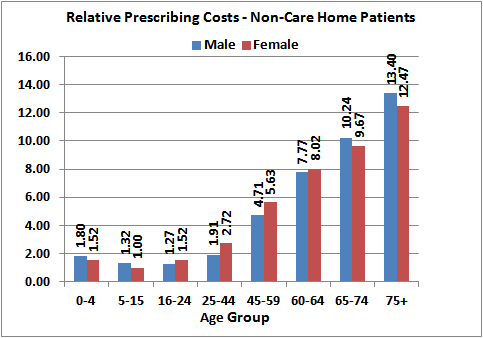 Relative Prescribing Costs - Non-Care Home Patients
Male Female
16.00
14.00
12.00
10.00
8.00
6.00
4.00
2.00
0.00
1.80 1.52 1.32 1.00 1.27 1.52 1.91 2.72 4.71 5.63 7.77 8.02 10.24 9.67 13.40 12.47
0-4 5-15 16-24 25-44 45-59 60-64 65-74 75+
Age Group